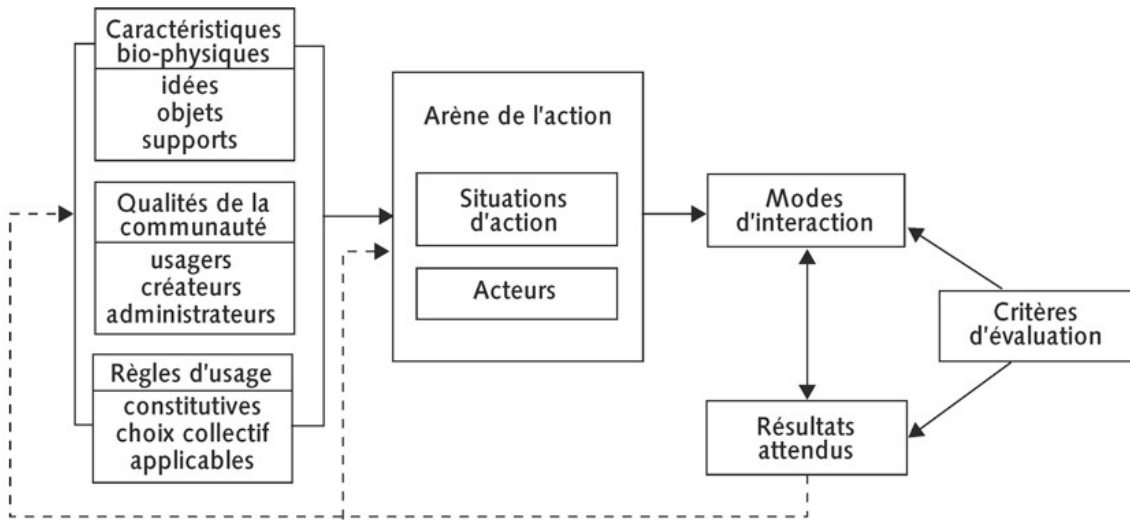 Caractéristiques
bio-physiques
idées
objets
supports
Qualités de la
communauté
usagers
créateurs
administrateurs
Règles d'usage
constitutives
choix collectif
applicables
Arène de l'action
Situations
d'action
Acteurs
Modes
d'interaction
Critères
d'évaluation
Résultats
attendus